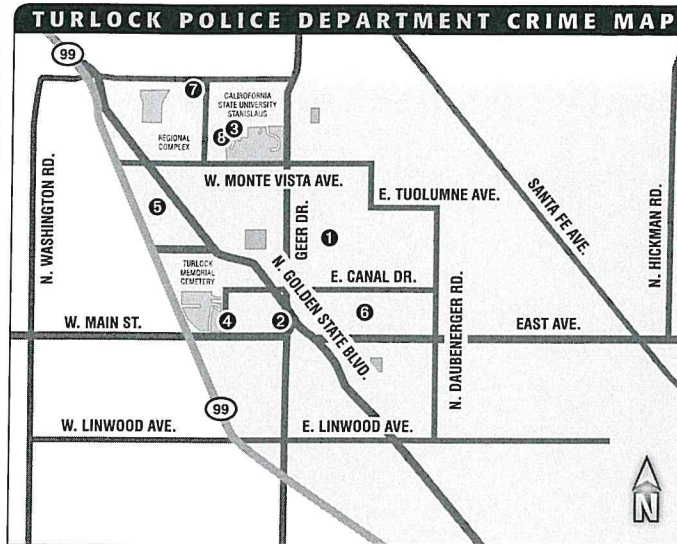 TURLOCK POLICE DEPARTMENT CRIME MAP
99
7
CALIROFORNIA
STATE UNIVERSITY
STANISLAUS
8 3
REGIONAL
COMPLEX
N. WASHINGTON RD.
W. MONTE VISTA AVE.
E. TUOLUMNE AVE.
SANTA FE AVE.
N. HICKMAN RD.
5
GEER DR.
1
N. GOLDEN STATE BLVD.
E. CANAL DR.
TURLOCK
MEMORIAL
CEMETERY
N. DAUBENERGER RD.
W. MAIN ST.
4
2
6
EAST AVE.
99
W. LINWOOD AVE.
E. LINWOOD AVE.
N